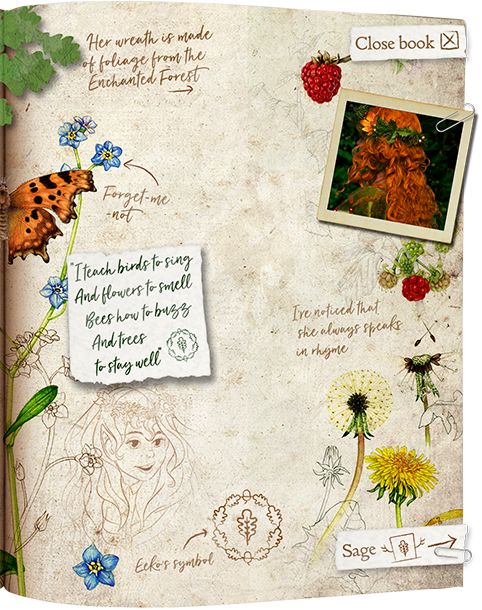 Her wreath is made
of foliage from the
Enchanted Forest
Close book
Forget-me
-not
"I teach birds to sing
And flowers to smell
Bees how to buzz
And trees
to stay well"
I've noticed that
she always speaks
in rhyme
Ecko's symbol
Sage